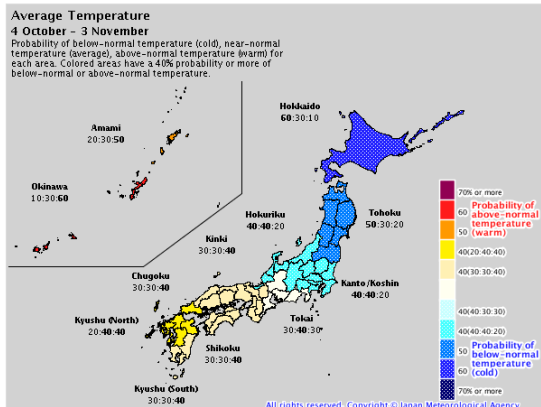 Average Temperature
4 October - 3 November
Probability of below-normal temperature (cold), near-normal
temperature (average), above-normal temperature (warm) for
each area. Colored areas have a 40% probability or more of
below-normal or above-normal temperature.
Hokkaido
60:30:10
Amami
20:30:50
Okinawa
10:30:60
Hokuriku
40:40:20
Tohoku
50:30:20
Kinki
30:30:40
Chugoku
30:30:40
Kanto/Koshin
40:40:20
Kyushu (North)
20:40:40
Tokai
30:40:30
Shikoku
30:30:40
Kyushu (South)
30:30:40
70% or more
60
50
Probability of
above-normal
temperature
(warm)
40(20:40:40)
40(30:30:40)
40(40:30:30)
40(40:40:20)
50
60
Probability of
below-normal
temperature
(cold)
70% or more
All rights reserved. Copyright © Japan Meteorological Agency